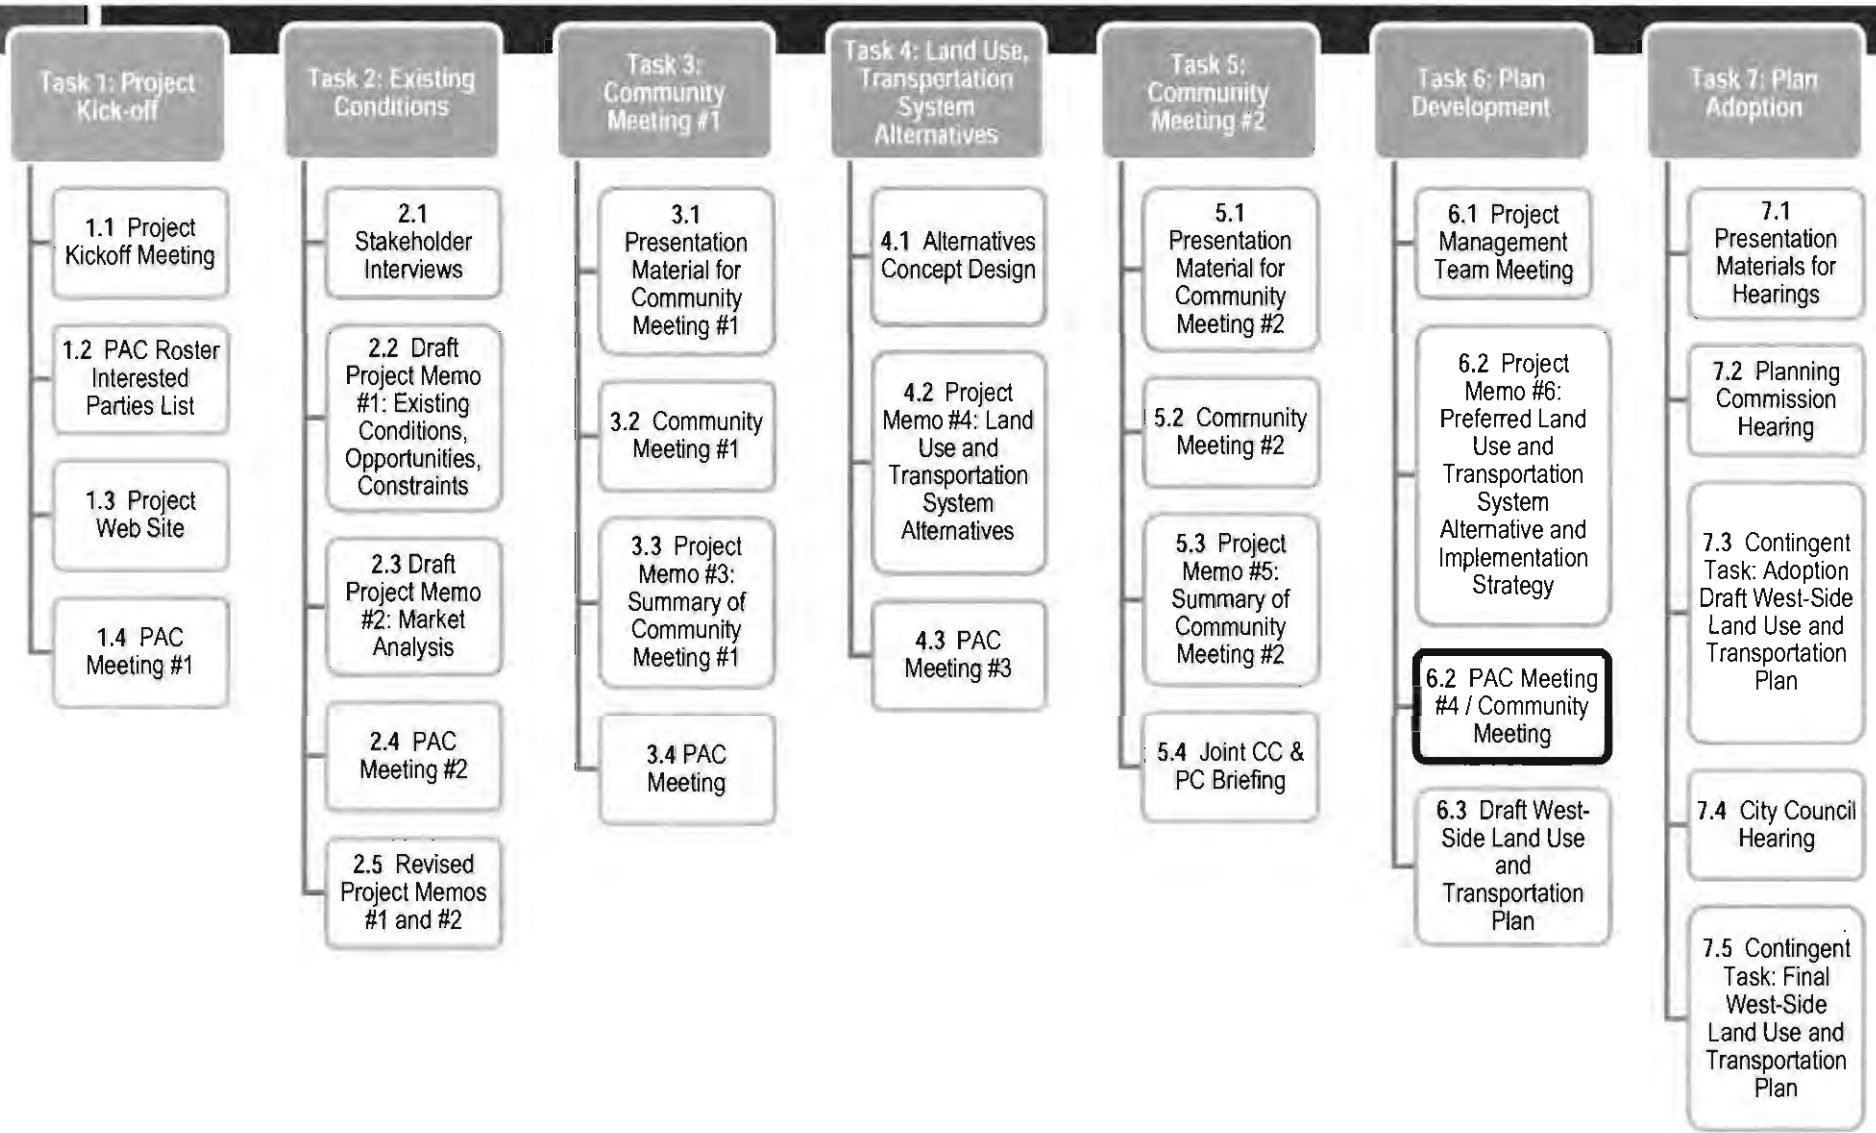 Task 1: Project
Kick-off
1.1 Project
Kickoff Meeting
1.2 PAC Roster
Interested
Parties List
1.3 Project
Web Site
1.4 PAC
Meeting #1
Task 2: Existing
Conditions
2.1
Stakeholder
Interviews
2.2 Draft
Project Memo
#1: Existing
Conditions,
Opportunities,
Constraints
2.3 Draft
Project Memo
#2: Market
Analysis
2.4 PAC
Meeting #2
2.5 Revised
Project Memos
#1 and #2
Task 3:
Community
Meeting #1
3.1
Presentation
Material for
Community
Meeting #1
3.2 Community
Meeting #1
3.3 Project
Memo #3:
Summary of
Community
Meeting #1
3.4 PAC
Meeting
Task 4: Land Use,
Transportation
System
Alternatives
4.1 Alternatives
Concept Design
4.2 Project
Memo #4: Land
Use and
Transportation
System
Alternatives
4.3 PAC
Meeting #3
Task 5:
Community
Meeting #2
5.1
Presentation
Material for
Community
Meeting #2
5.2 Community
Meeting #2
5.3 Project
Memo #5:
Summary of
Community
Meeting #2
5.4 Joint CC &
PC Briefing
Task 6: Plan
Development
6.1 Project
Management
Team Meeting
6.2 Project
Memo #6:
Preferred Land
Use and
Transportation
System
Alternative and
Implementation
Strategy
6.2 PAC Meeting
#4 / Community
Meeting
6.3 Draft West-
Side Land Use
and
Transportation
Plan
Task 7: Plan
Adoption
7.1
Presentation
Materials for
Hearings
7.2 Planning
Commission
Hearing
7.3 Contingent
Task: Adoption
Draft West-Side
Land Use and
Transportation
Plan
7.4 City Council
Hearing
7.5 Contingent
Task: Final
West-Side
Land Use and
Transportation
Plan